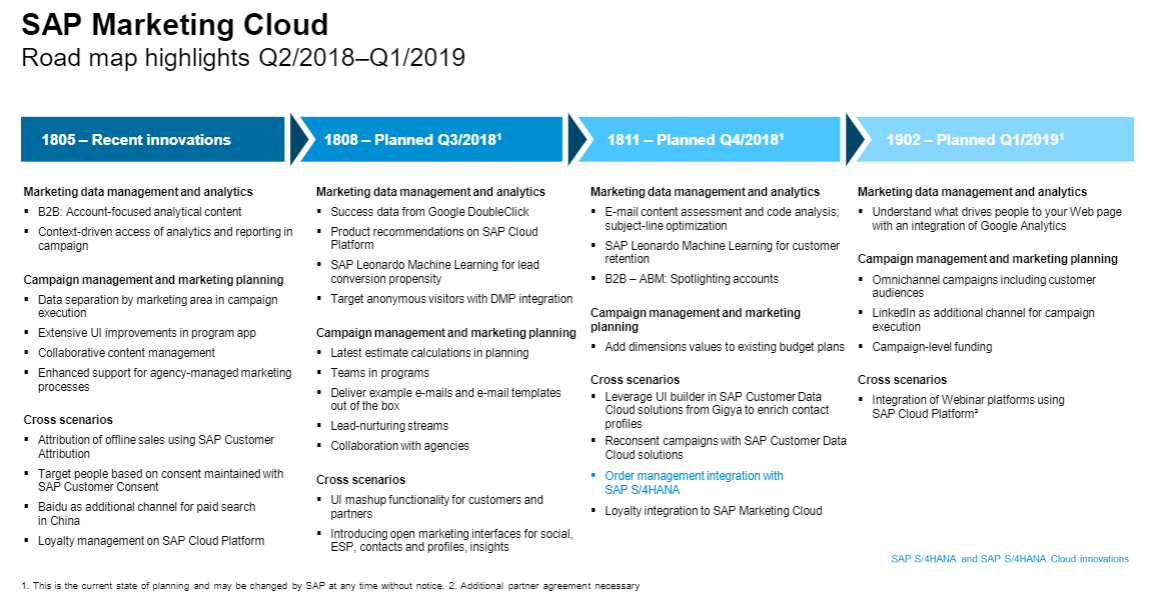 SAP Marketing Cloud
Road map highlights Q2/2018–Q1/2019
1805 – Recent innovations
Marketing data management and analytics
▪ B2B: Account-focused analytical content
▪ Context-driven access of analytics and reporting in
campaign
Campaign management and marketing planning
▪ Data separation by marketing area in campaign
execution
▪ Extensive UI improvements in program app
▪ Collaborative content management
▪ Enhanced support for agency-managed marketing
processes
Cross scenarios
▪ Attribution of offline sales using SAP Customer
Attribution
▪ Target people based on consent maintained with
SAP Customer Consent
▪ Baidu as additional channel for paid search
in China
▪ Loyalty management on SAP Cloud Platform
1808 – Planned Q3/2018¹
Marketing data management and analytics
▪ Success data from Google DoubleClick
▪ Product recommendations on SAP Cloud
Platform
▪ SAP Leonardo Machine Learning for lead
conversion propensity
▪ Target anonymous visitors with DMP integration
Campaign management and marketing planning
▪ Latest estimate calculations in planning
▪ Teams in programs
▪ Deliver example e-mails and e-mail templates
out of the box
▪ Lead-nurturing streams
▪ Collaboration with agencies
Cross scenarios
▪ UI mashup functionality for customers and
partners
▪ Introducing open marketing interfaces for social,
ESP, contacts and profiles, insights
1811 – Planned Q4/2018¹
Marketing data management and analytics
▪ E-mail content assessment and code analysis;
subject-line optimization
▪ SAP Leonardo Machine Learning for customer
retention
▪ B2B – ABM: Spotlighting accounts
Campaign management and marketing
planning
▪ Add dimensions values to existing budget plans
Cross scenarios
▪ Leverage UI builder in SAP Customer Data
Cloud solutions from Gigya to enrich contact
profiles
▪ Reconsent campaigns with SAP Customer Data
Cloud solutions
▪ Order management integration with
SAP S/4HANA
▪ Loyalty integration to SAP Marketing Cloud
1902 – Planned Q1/2019¹
Marketing data management and analytics
▪ Understand what drives people to your Web page
with an integration of Google Analytics
Campaign management and marketing planning
▪ Omnichannel campaigns including customer
audiences
▪ LinkedIn as additional channel for campaign
execution
▪ Campaign-level funding
Cross scenarios
▪ Integration of Webinar platforms using
SAP Cloud Platform²
SAP S/4HANA and SAP S/4HANA Cloud innovations
1. This is the current state of planning and may be changed by SAP at any time without notice. 2. Additional partner agreement necessary